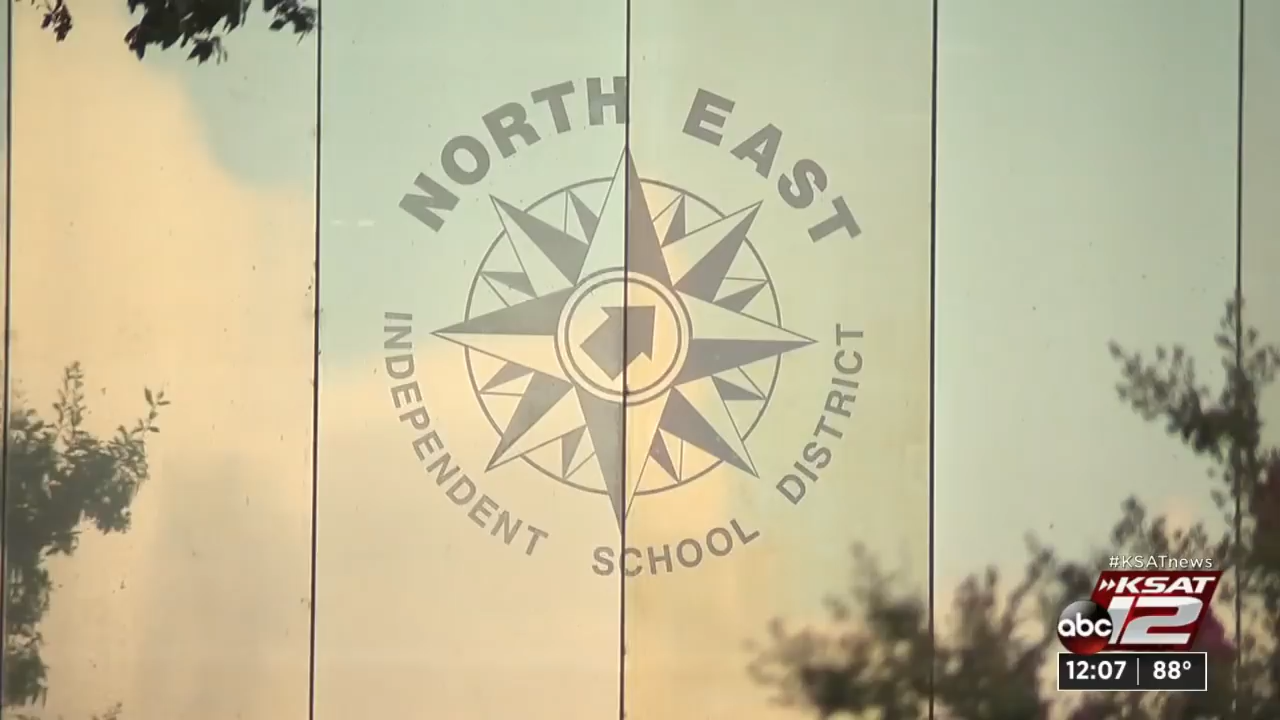 NORTH EAST
INDEPENDENT SCHOOL DISTRICT
#KSATnews
KSAT
abc 12
12:07 88°